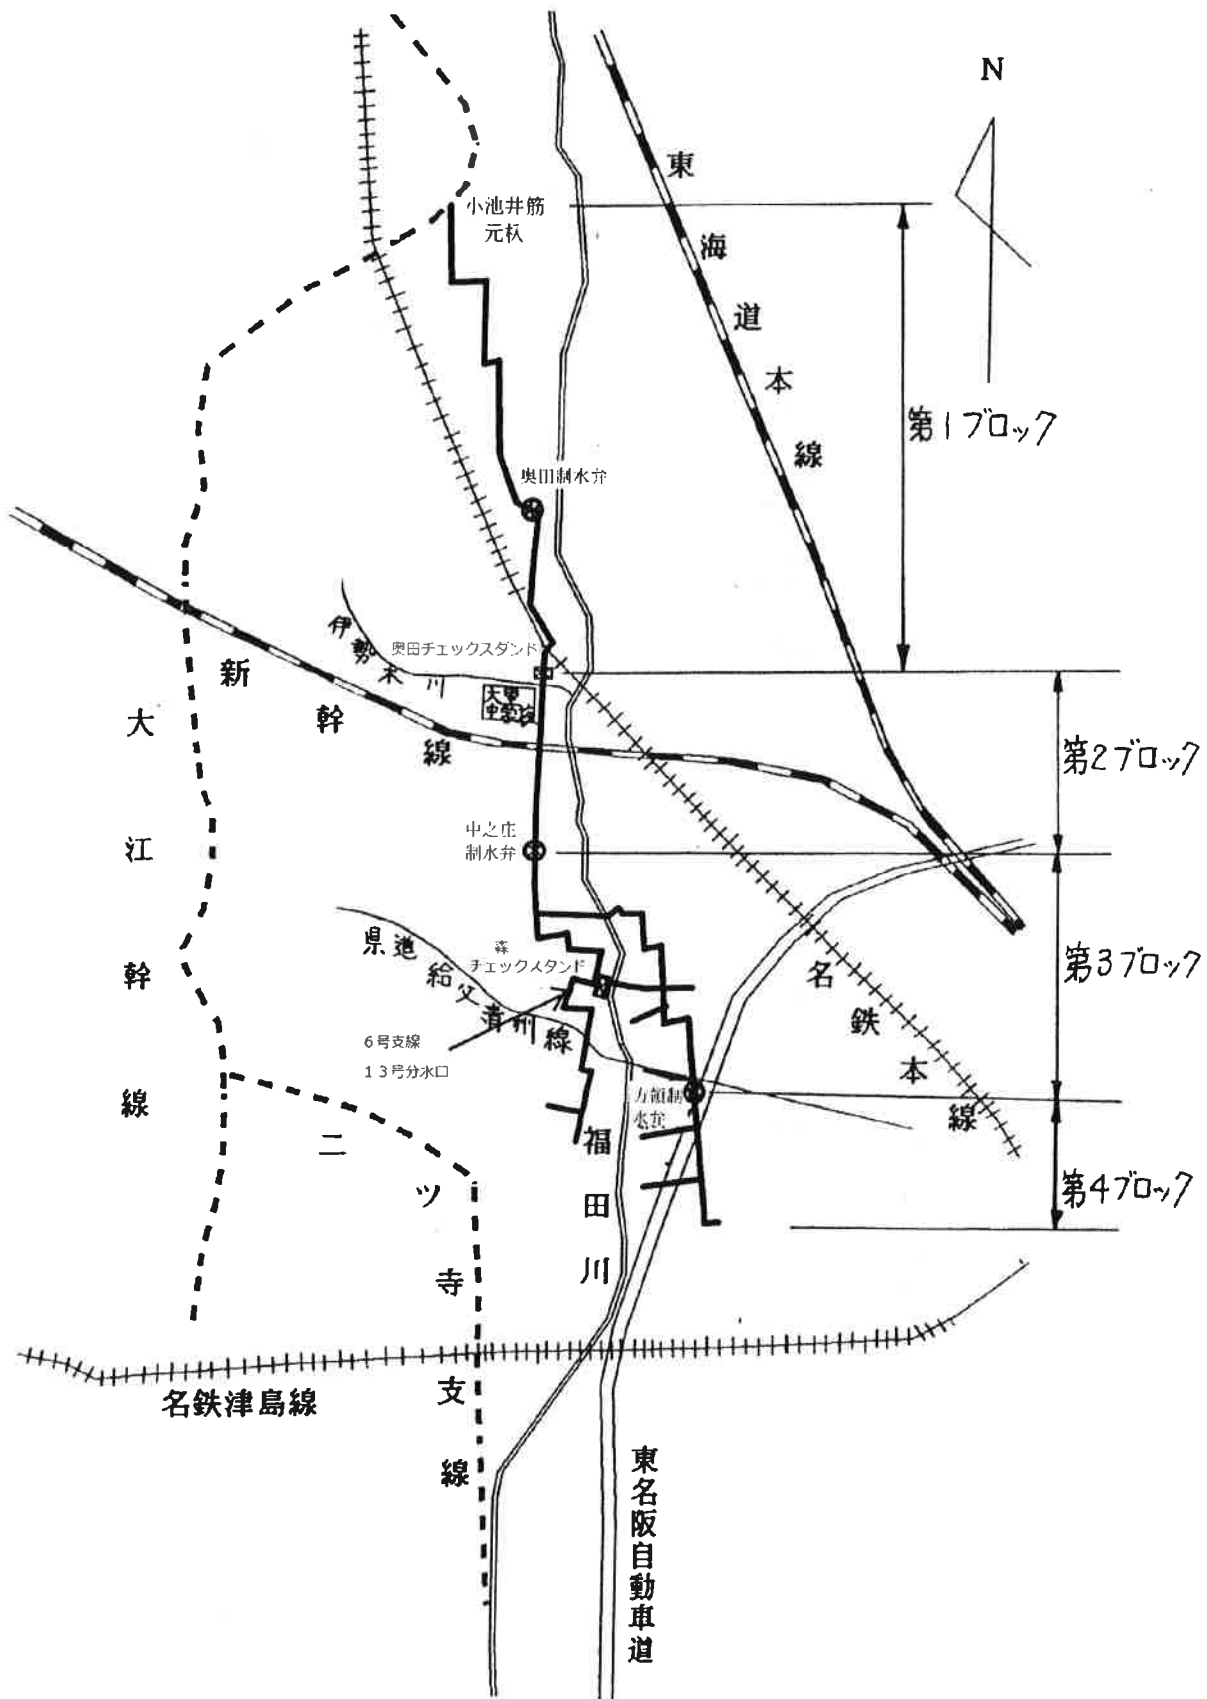 N
東海道本線
小池井筋
元杁
第1ブロック
奥田制水弁
伊勢木川
奥田チェックスダンド
新幹線
大里
中学校
大江幹線
第2ブロック
中之庄
制水弁
県道給父清州線
森
チェックスタンド
名鉄本線
第3ブロック
6号支線
13号分水口
方領制
水弁
二ツ寺支線
福田川
第4ブロック
名鉄津島線
東名阪自動車道